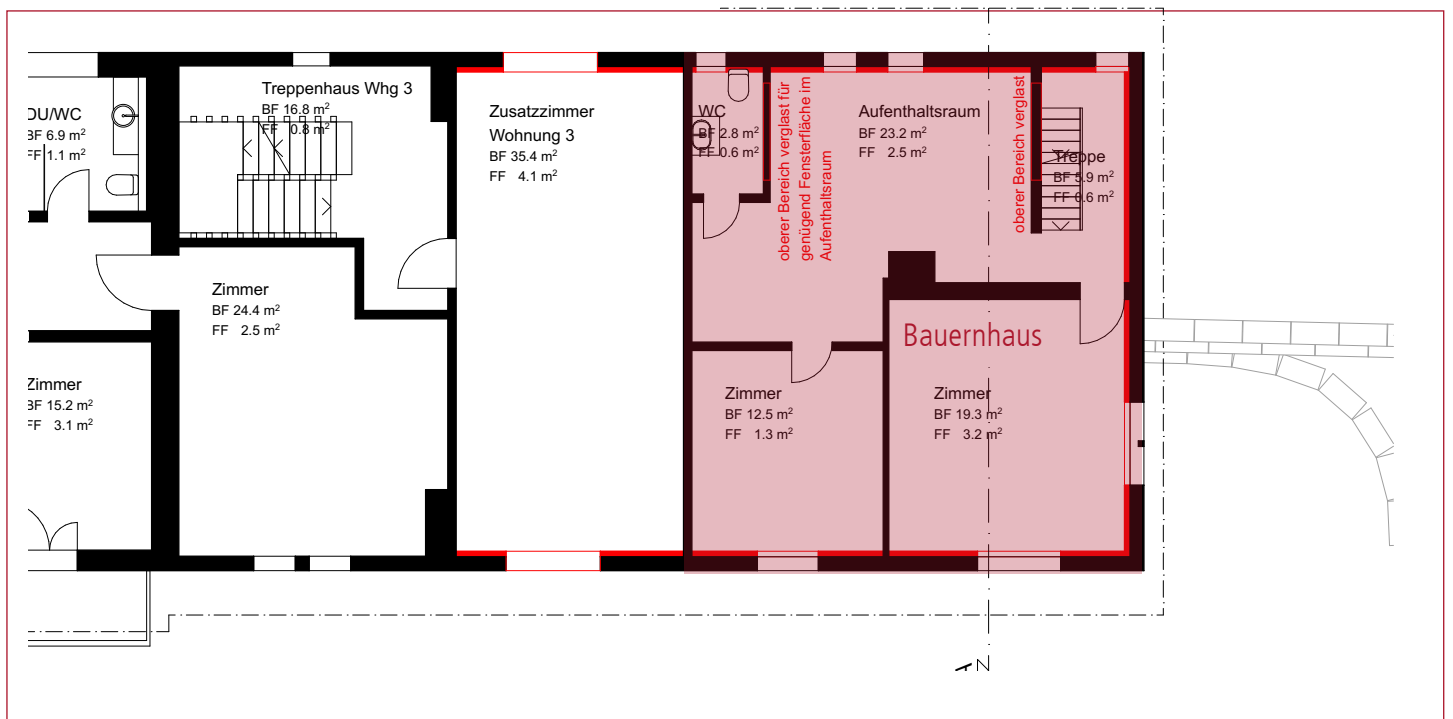 DU/WC
BF 6.9 m²
FF 1.1 m²
Treppenhaus Whg 3
BF 16.8 m²
FF 0.8 m²
Zusatzzimmer
Wohnung 3
BF 35.4 m²
FF 4.1 m²
WC
BF 2.8 m²
FF 0.6 m²
oberer Bereich verglast für
genügend Fensterfläche im
Aufenthaltsraum
Aufenthaltsraum
BF 23.2 m²
FF 2.5 m²
oberer Bereich verglast
Treppe
BF 5.9 m²
FF 0.6 m²
Zimmer
BF 24.4 m²
FF 2.5 m²
Bauernhaus
Zimmer
BF 15.2 m²
FF 3.1 m²
Zimmer
BF 12.5 m²
FF 1.3 m²
Zimmer
BF 19.3 m²
FF 3.2 m²